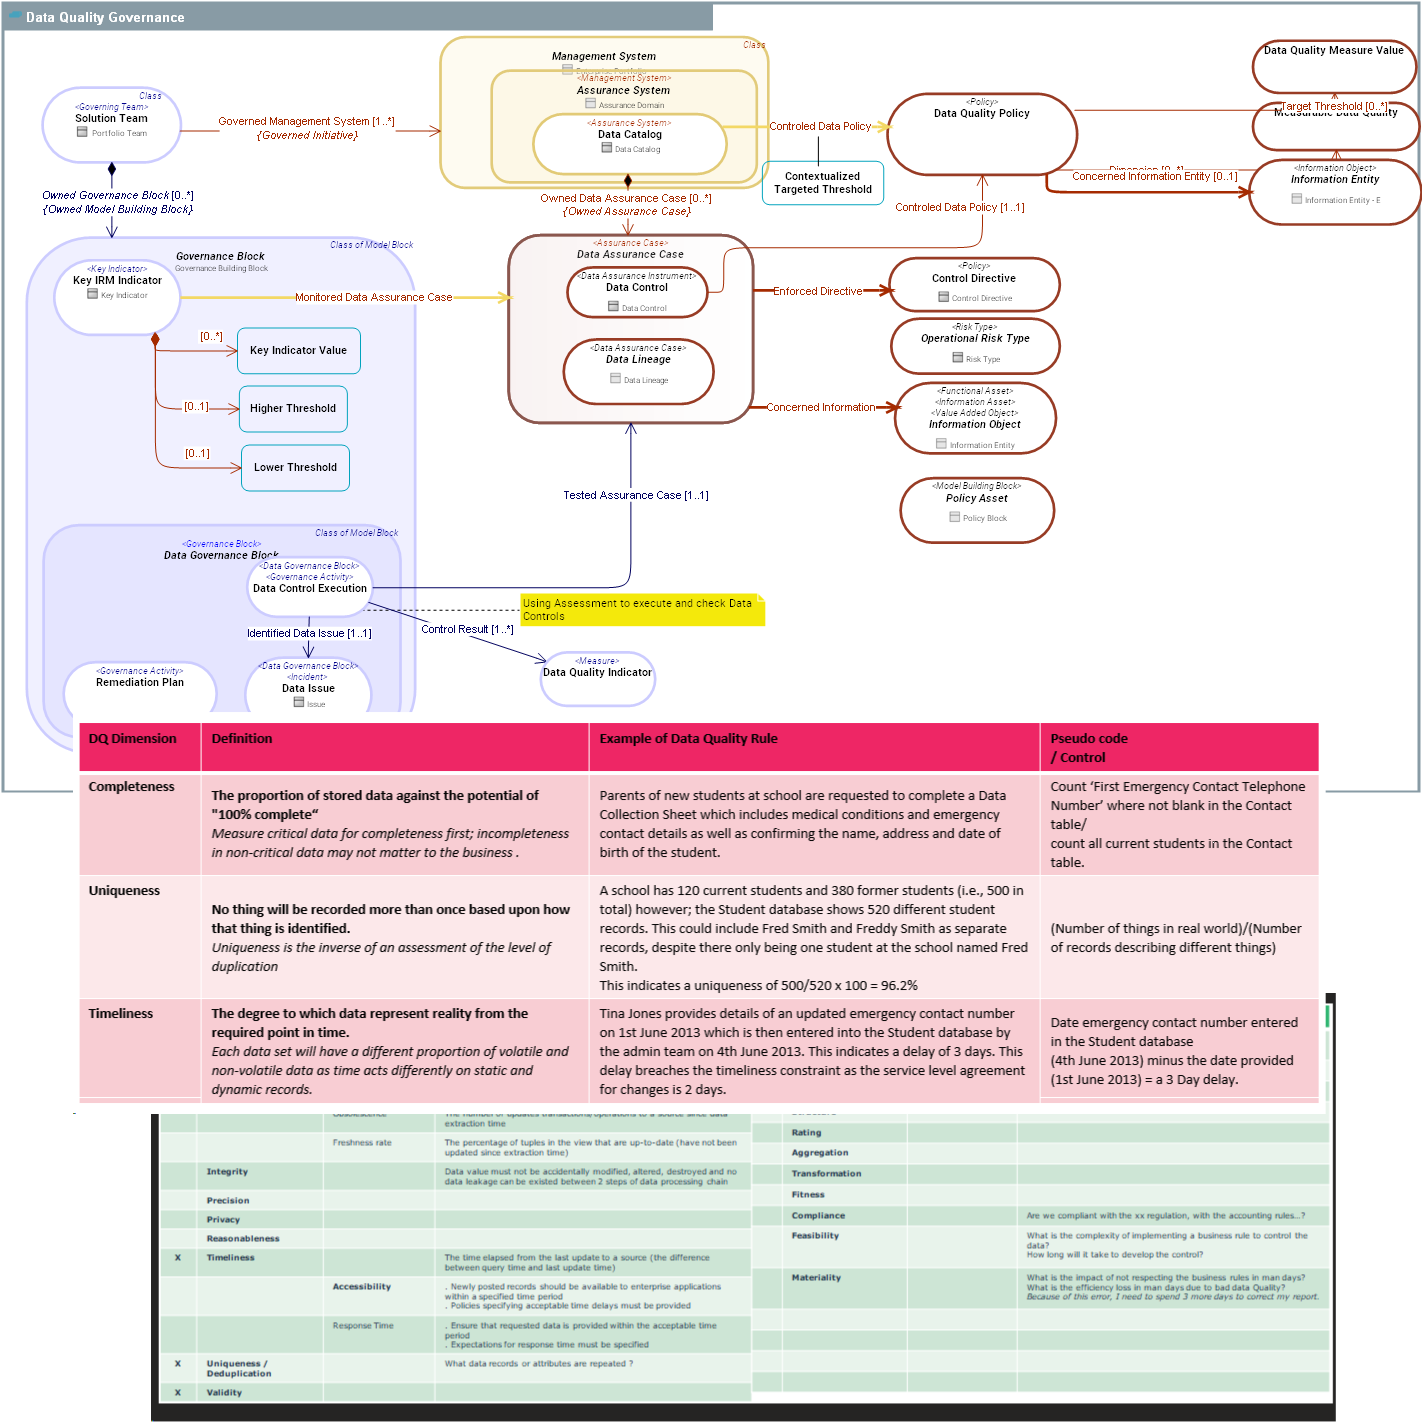 Data Quality Governance
Class
Management System
Enterprise Portfolio
<Management System>
Assurance System
Assurance Domain
<Assurance System>
Data Catalog
Data Catalog
Class
<Governing Team>
Solution Team
Portfolio Team
Governed Management System [1..*]
{Governed Initiative}
Controled Data Policy
Contextualized
Targeted Threshold
<Policy>
Data Quality Policy
Data Quality Measure Value
Target Threshold [0..*]
Measurable Data Quality
Dimension [0..*]
Concerned Information Entity [0..1]
<Information Object>
Information Entity
Information Entity - E
Owned Governance Block [0..*]
{Owned Model Building Block}
Owned Data Assurance Case [0..*]
{Owned Assurance Case}
Controled Data Policy [1..1]
Class of Model Block
Governance Block
Governance Building Block
<Key Indicator>
Key IRM Indicator
Key Indicator
Monitored Data Assurance Case
[0..*]
Key Indicator Value
[0..1]
Higher Threshold
[0..1]
Lower Threshold
<Assurance Case>
Data Assurance Case
<Data Assurance Instrument>
Data Control
Data Control
<Data Assurance Case>
Data Lineage
Data Lineage
Enforced Directive
<Policy>
Control Directive
Control Directive
<Risk Type>
Operational Risk Type
Risk Type
Concerned Information
<Functional Asset>
<Information Asset>
<Value Added Object>
Information Object
Information Entity
<Model Building Block>
Policy Asset
Policy Block
Tested Assurance Case [1..1]
Class of Model Block
<Governance Block>
Data Governance Block
<Data Governance Block>
<Governance Activity>
Data Control Execution
Using Assessment to execute and check Data
Controls
Identified Data Issue [1..1]
Control Result [1..*]
<Governance Activity>
Remediation Plan
<Data Governance Block>
<Incident>
Data Issue
Issue
<Measure>
Data Quality Indicator
DQ Dimension
Definition
Example of Data Quality Rule
Pseudo code
/ Control
Completeness
The proportion of stored data against the potential of
"100% complete“
Measure critical data for completeness first; incompleteness
in non-critical data may not matter to the business .
Parents of new students at school are requested to complete a Data
Collection Sheet which includes medical conditions and emergency
contact details as well as confirming the name, address and date of
birth of the student.
Count ‘First Emergency Contact Telephone
Number’ where not blank in the Contact
table/
count all current students in the Contact
table.
Uniqueness
No thing will be recorded more than once based upon how
that thing is identified.
Uniqueness is the inverse of an assessment of the level of
duplication
A school has 120 current students and 380 former students (i.e., 500 in
total) however; the Student database shows 520 different student
records. This could include Fred Smith and Freddy Smith as separate
records, despite there only being one student at the school named Fred
Smith.
This indicates a uniqueness of 500/520 x 100 = 96.2%
(Number of things in real world)/(Number
of records describing different things)
Timeliness
The degree to which data represent reality from the
required point in time.
Each data set will have a different proportion of volatile and
non-volatile data as time acts differently on static and
dynamic records.
Tina Jones provides details of an updated emergency contact number
on 1st June 2013 which is then entered into the Student database by
the admin team on 4th June 2013. This indicates a delay of 3 days. This
delay breaches the timeliness constraint as the service level agreement
for changes is 2 days.
Date emergency contact number entered
in the Student database
(4th June 2013) minus the date provided
(1st June 2013) = a 3 Day delay.
Obsolescence
The number of updates transactions/operations to a source since data
extraction time
Freshness rate
The percentage of tuples in the view that are up-to-date (have not been
updated since extraction time)
Integrity
Data value must not be accidentally modified, altered, destroyed and no
data leakage can be existed between 2 steps of data processing chain
Precision
Privacy
Reasonableness
X Timeliness
The time elapsed from the last update to a source (the difference
between query time and last update time)
Accessibility
. Newly posted records should be available to enterprise applications
within a specified time period
. Policies specifying acceptable time delays must be provided
Response Time
. Ensure that requested data is provided within the acceptable time
period
. Expectations for response time must be specified
X Uniqueness /
Deduplication
What data records or attributes are repeated ?
X Validity
Rating
Aggregation
Transformation
Fitness
Compliance
Are we compliant with the xx regulation, with the accounting rules...?
Feasibility
What is the complexity of implementing a business rule to control the
data?
How long will it take to develop the control?
Materiality
What is the impact of not respecting the business rules in man days?
What is the efficiency loss in man days due to bad data Quality?
Because of this error, I need to spend 3 more days to correct my report.